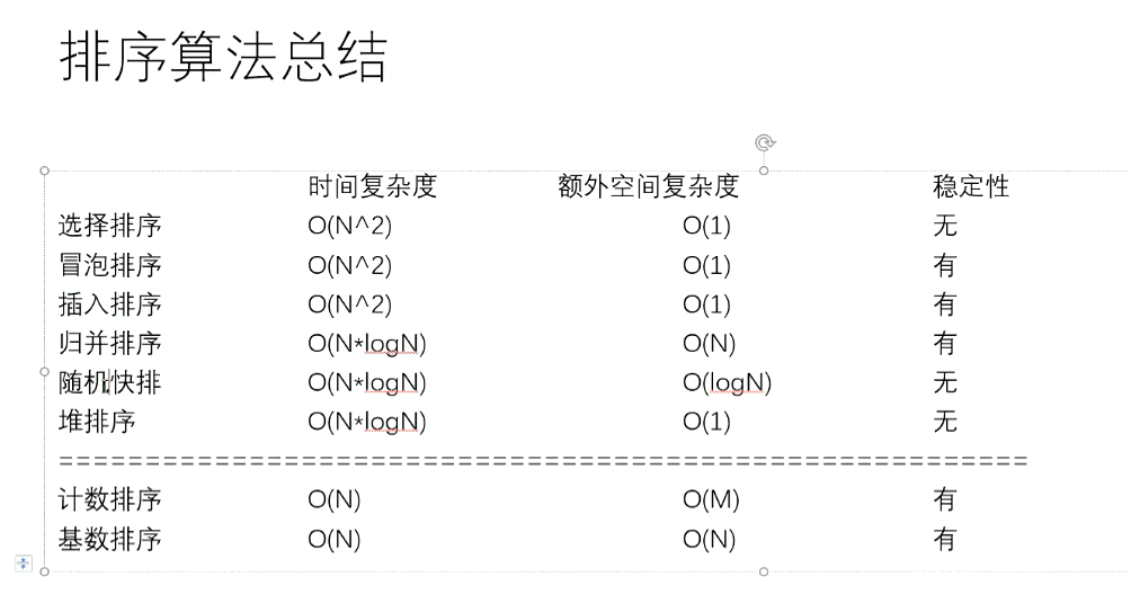 排序算法总结
时间复杂度 额外空间复杂度 稳定性
选择排序 O(N^2) O(1) 无
冒泡排序 O(N^2) O(1) 有
插入排序 O(N^2) O(1) 有
归并排序 O(N*logN) O(N) 有
随机快排 O(N*logN) O(logN) 无
堆排序 O(N*logN) O(1) 无
========================================================
计数排序 O(N) O(M) 有
基数排序 O(N) O(N) 有